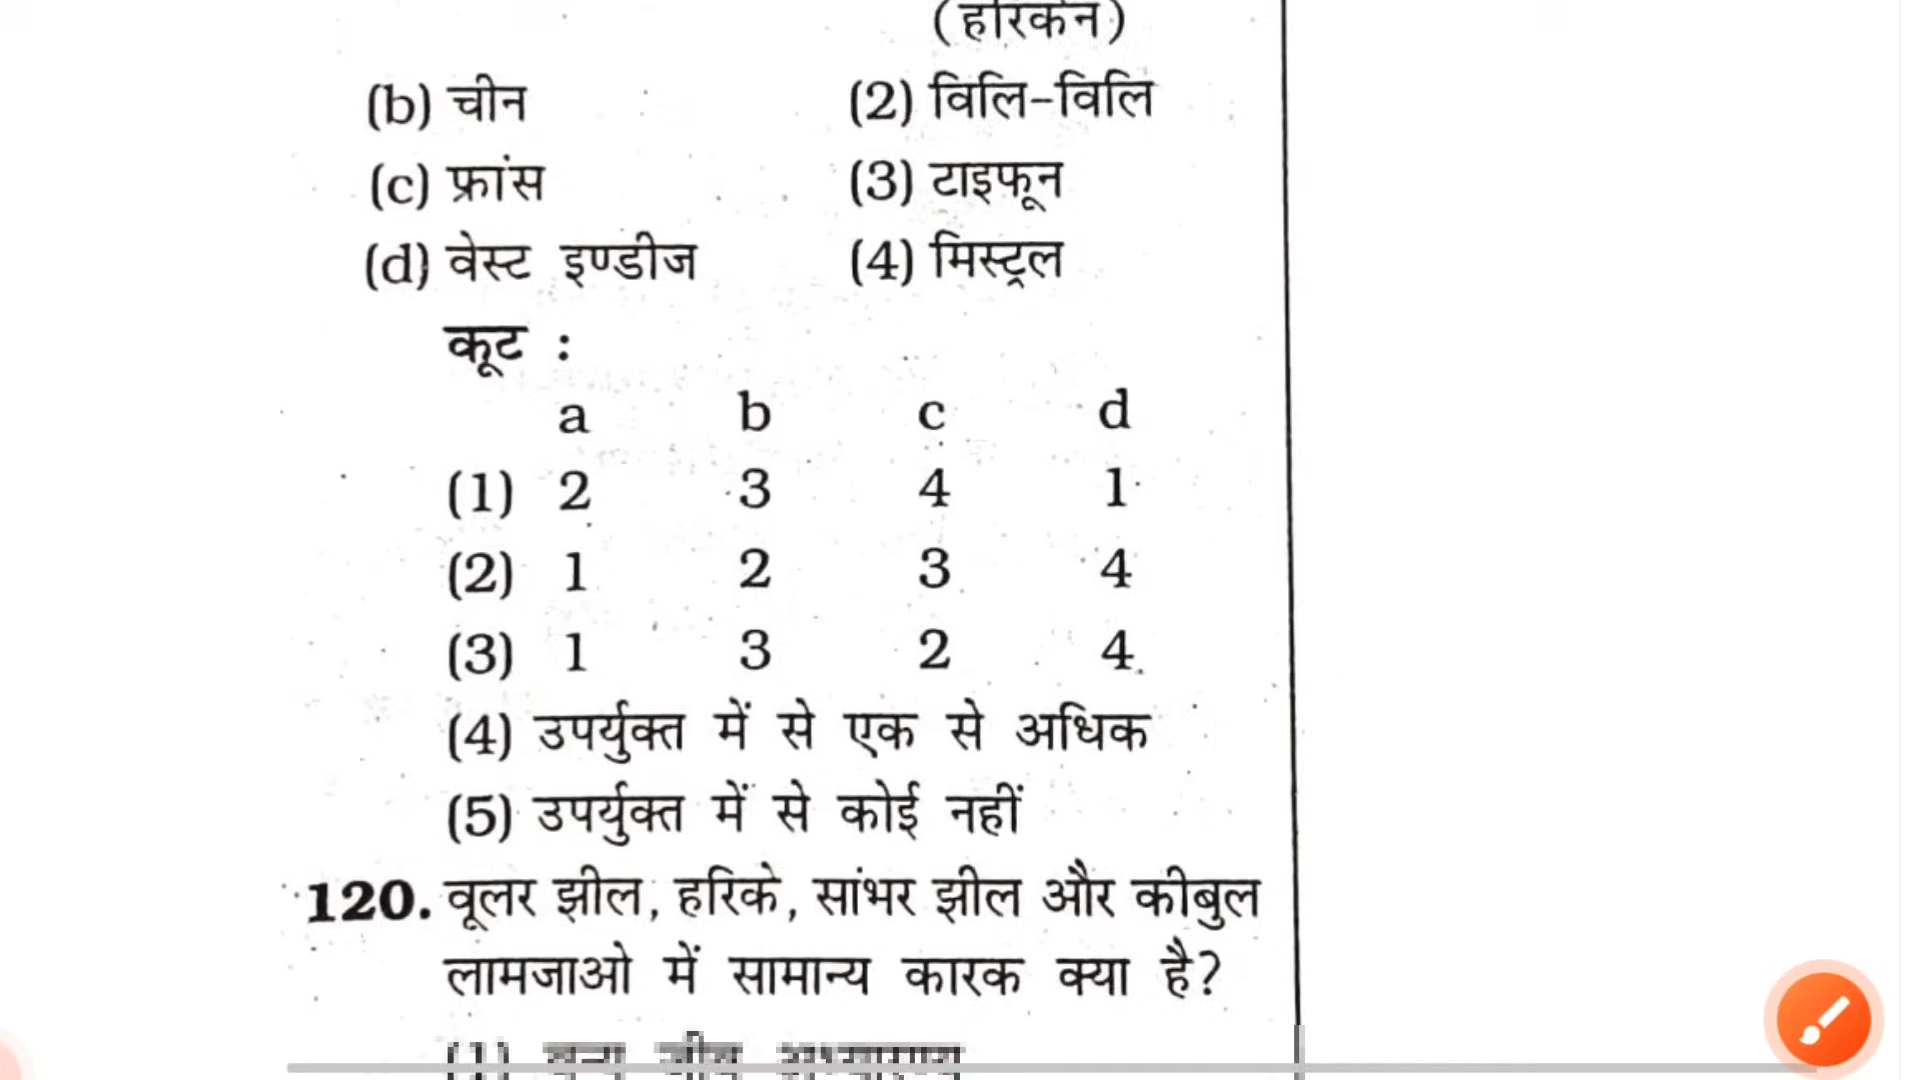 (हरिकेन)
(b) चीन (2) विलि-विलि
(c) फ्रांस (3) टाइफून
(d) वेस्ट इण्डीज (4) मिस्ट्रल
कूट :
a b c d
(1) 2 3 4 1
(2) 1 2 3 4
(3) 1 3 2 4
(4) उपर्युक्त में से एक से अधिक
(5) उपर्युक्त में से कोई नहीं
120. वूलर झील, हरिके, सांभर झील और कीबुल
लामजाओ में सामान्य कारक क्या है?
(1)